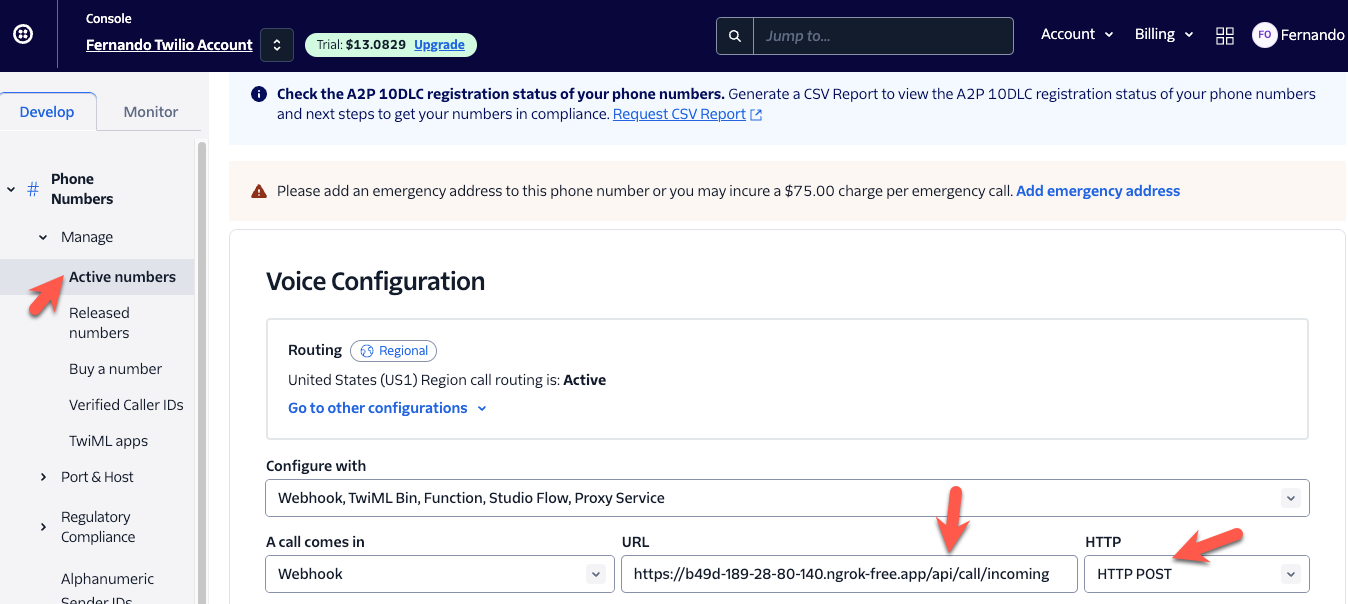 Console
Fernando Twilio Account
Trial: $13.0829 Upgrade
Jump to...
Account
Billing
FO
Fernando
Develop
Monitor
# Phone
Numbers
Manage
Active numbers
Released
numbers
Buy a number
Verified Caller IDs
TwiML apps
Port & Host
Regulatory
Compliance
Alphanumeric
Sender IDs
Check the A2P 10DLC registration status of your phone numbers. Generate a CSV Report to view the A2P 10DLC registration status of your phone numbers
and next steps to get your numbers in compliance. Request CSV Report
Please add an emergency address to this phone number or you may incure a $75.00 charge per emergency call. Add emergency address
Voice Configuration
Routing Regional
United States (US1) Region call routing is: Active
Go to other configurations
Configure with
Webhook, TwiML Bin, Function, Studio Flow, Proxy Service
A call comes in
Webhook
URL
https://b49d-189-28-80-140.ngrok-free.app/api/call/incoming
HTTP
HTTP POST